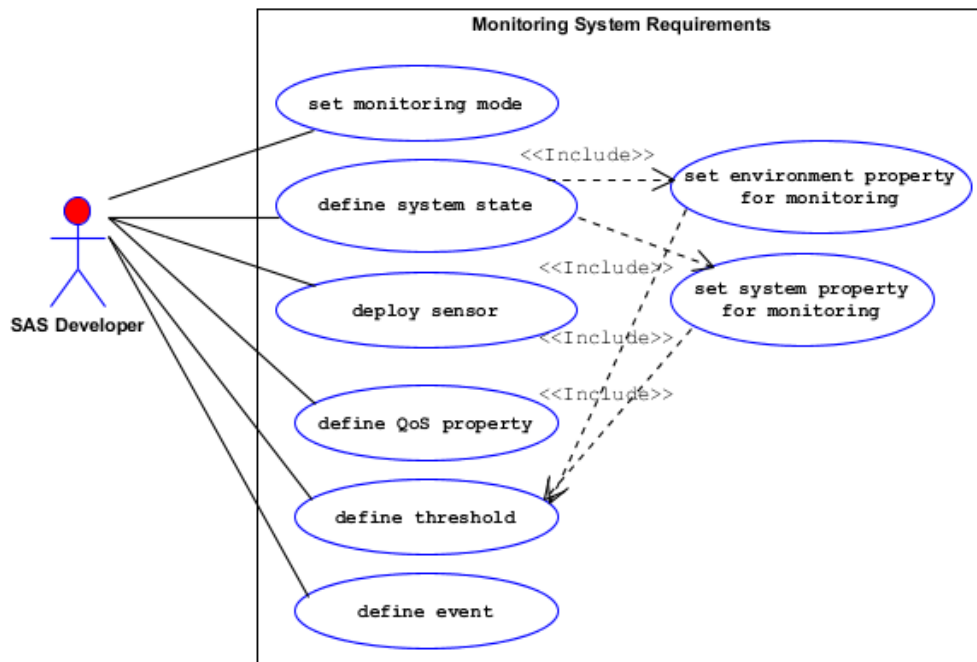 Monitoring System Requirements
set monitoring mode
<<Include>>
set environment property
for monitoring
define system state
<<Include>>
set system property
for monitoring
SAS Developer
deploy sensor
<<Include>>
<<Include>>
define QoS property
define threshold
define event